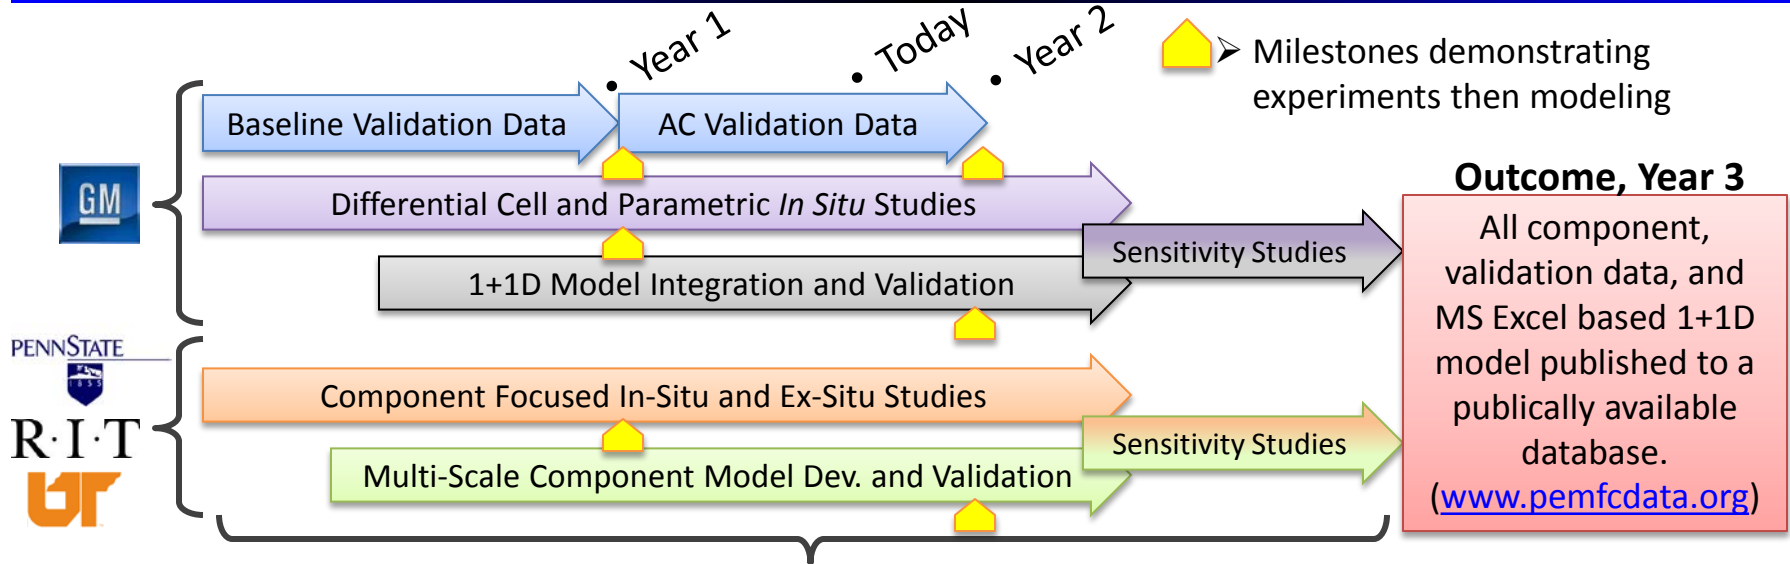 • Year 1
• Today
• Year 2
➢ Milestones demonstrating
experiments then modeling
Baseline Validation Data
AC Validation Data
GM
Differential Cell and Parametric In Situ Studies
1+1D Model Integration and Validation
Sensitivity Studies
PENNSTATE
1855
R·I·T
UT
Component Focused In-Situ and Ex-Situ Studies
Multi-Scale Component Model Dev. and Validation
Sensitivity Studies
Outcome, Year 3
All component,
validation data, and
MS Excel based 1+1D
model published to a
publically available
database.
(www.pemfcdata.org)